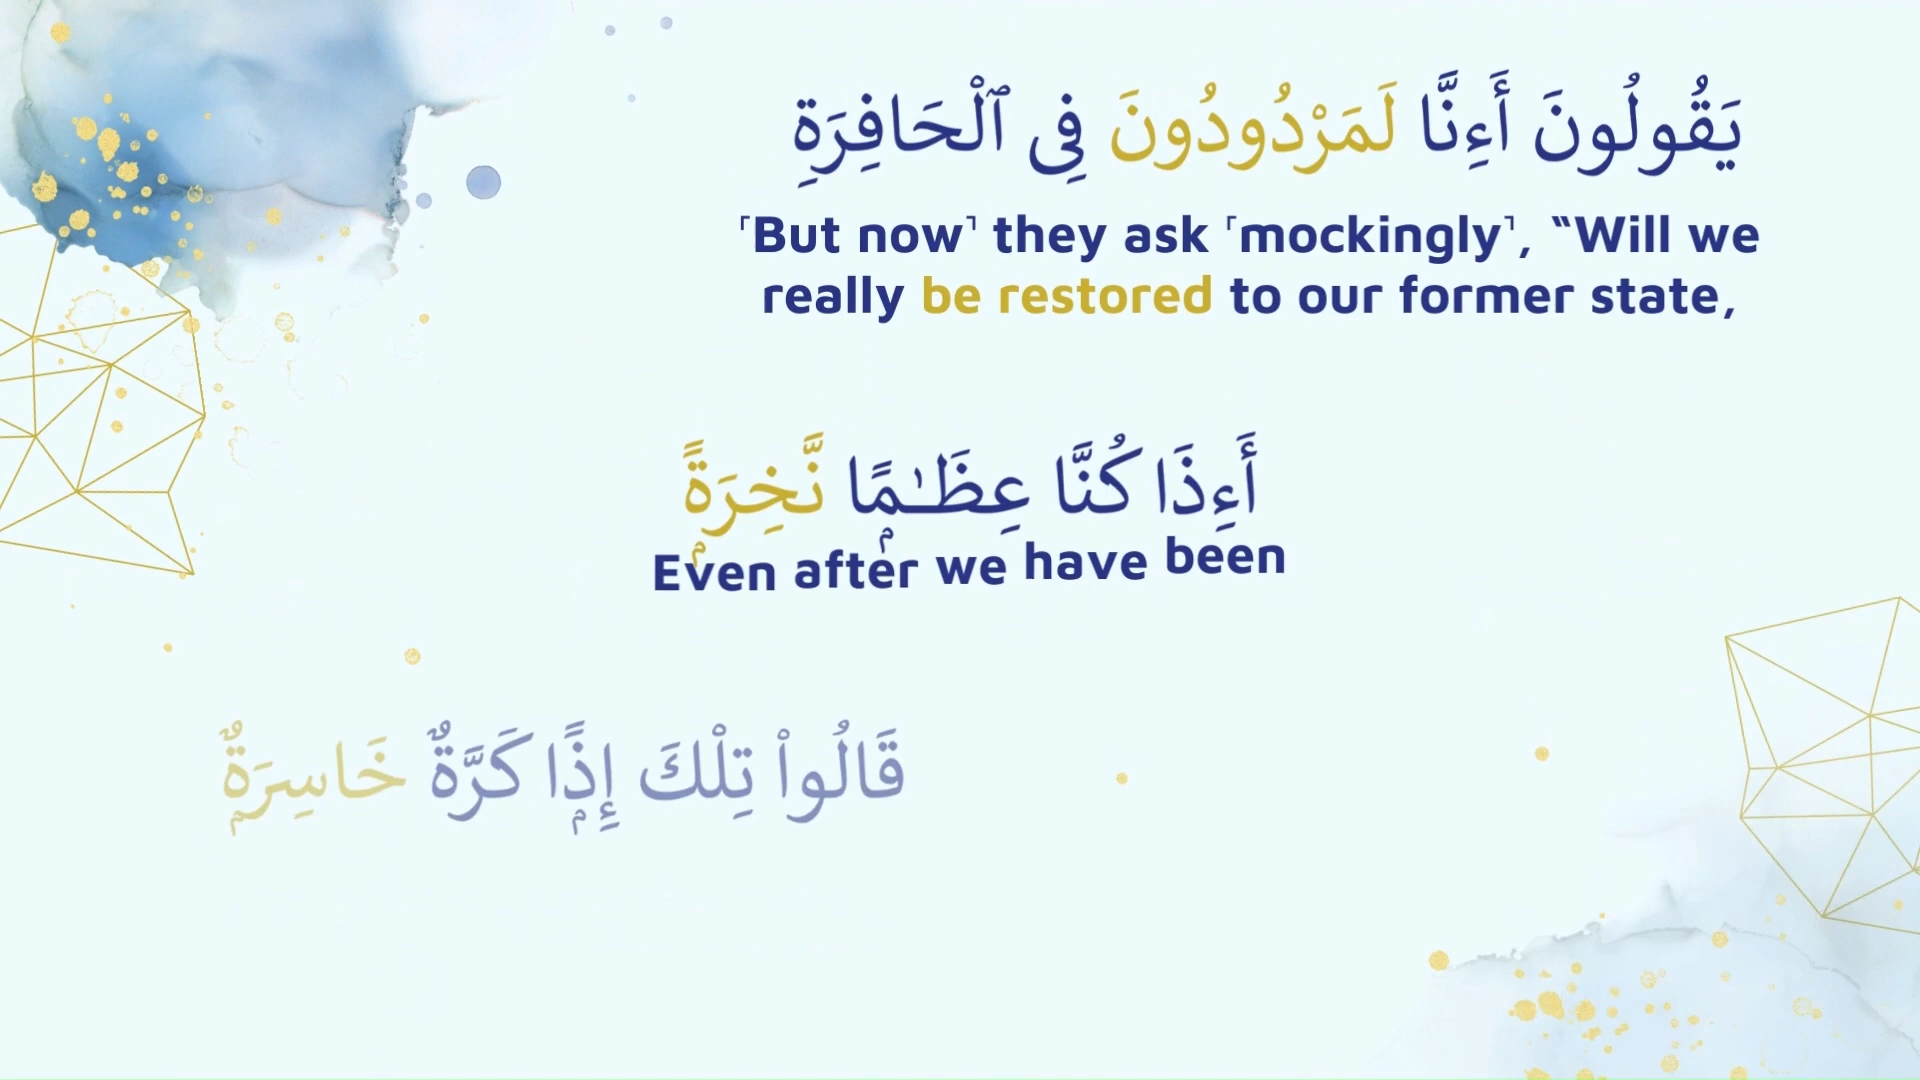 يَقُولُونَ أَءِنَّا لَمَرْدُودُونَ فِى ٱلْحَافِرَةِ
⸢But now⸣ they ask ⸢mockingly⸣, “Will we
really be restored to our former state,
أَءِذَا كُنَّا عِظَـٰمًۭا نَّخِرَةًۭ
Even after we have been
قَالُوا۟ تِلْكَ إِذًۭا كَرَّةٌ خَاسِرَةٌۭ